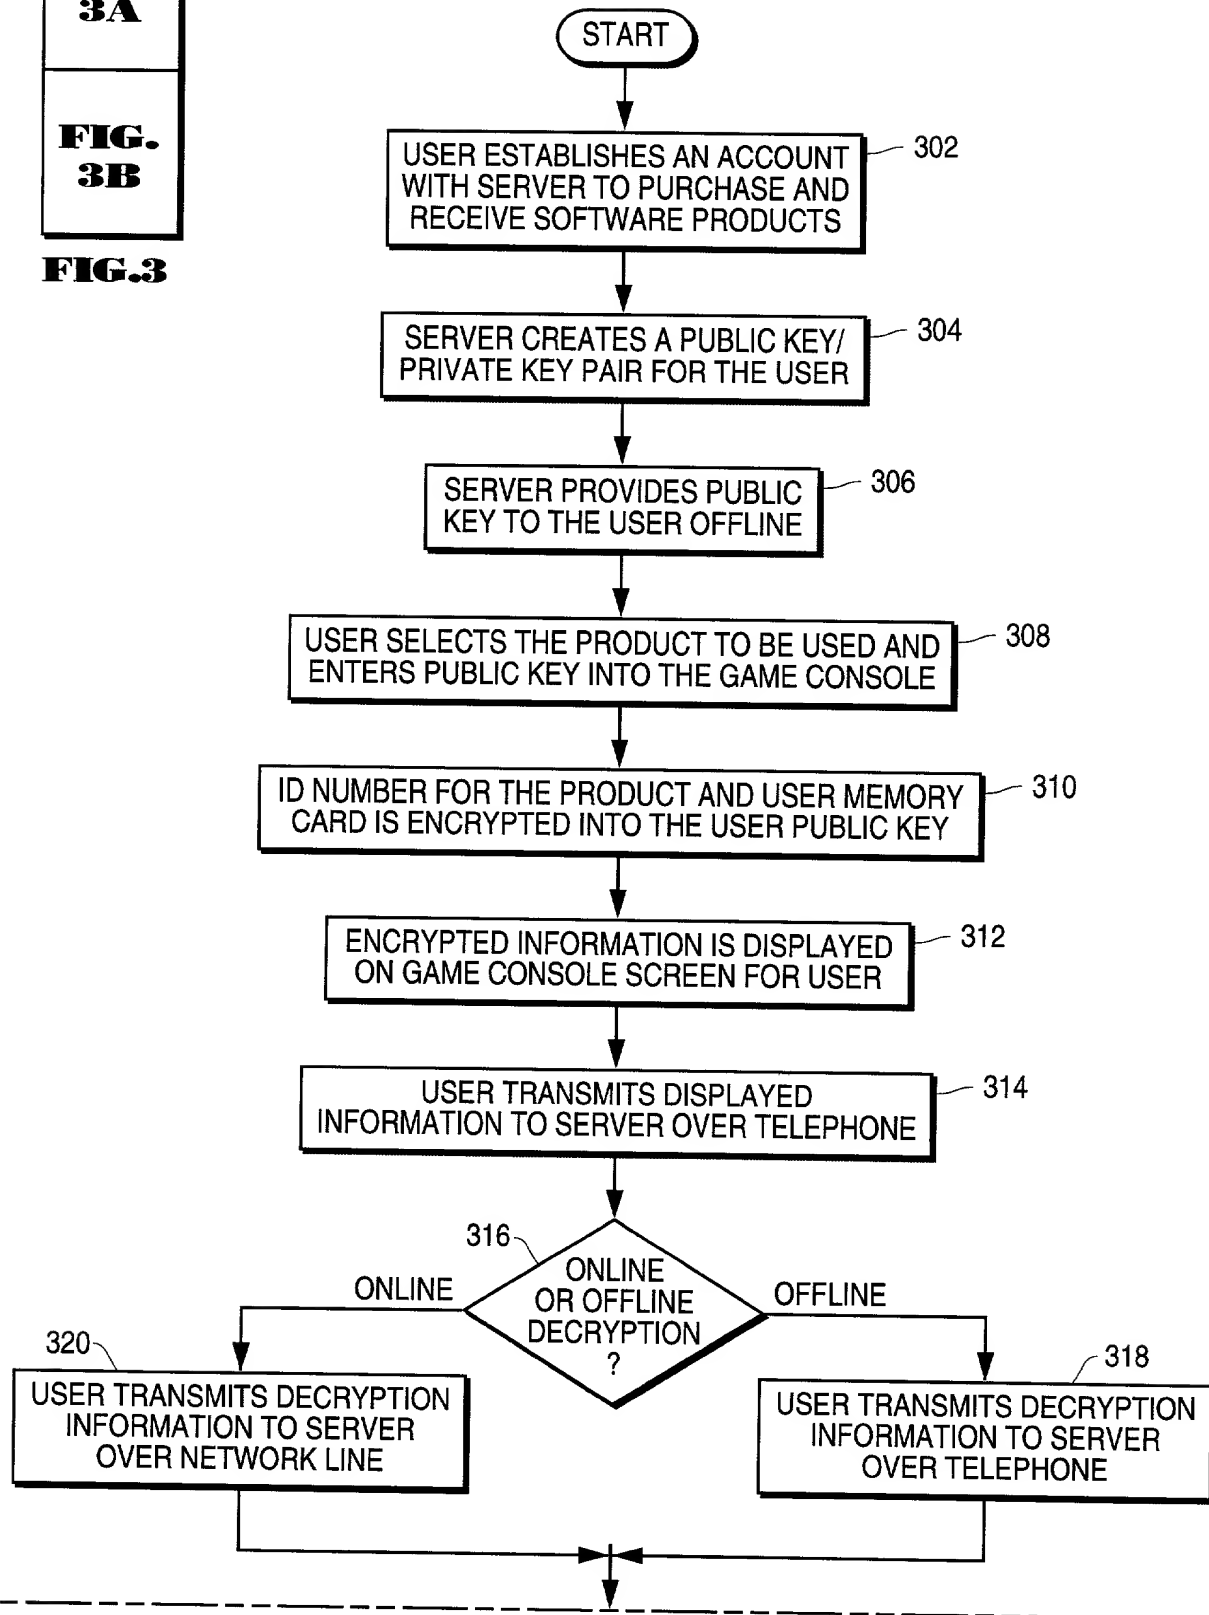 3A
FIG.
3B
FIG.3
START
USER ESTABLISHES AN ACCOUNT
WITH SERVER TO PURCHASE AND
RECEIVE SOFTWARE PRODUCTS
302
SERVER CREATES A PUBLIC KEY/
PRIVATE KEY PAIR FOR THE USER
304
SERVER PROVIDES PUBLIC
KEY TO THE USER OFFLINE
306
USER SELECTS THE PRODUCT TO BE USED AND
ENTERS PUBLIC KEY INTO THE GAME CONSOLE
308
ID NUMBER FOR THE PRODUCT AND USER MEMORY
CARD IS ENCRYPTED INTO THE USER PUBLIC KEY
310
ENCRYPTED INFORMATION IS DISPLAYED
ON GAME CONSOLE SCREEN FOR USER
312
USER TRANSMITS DISPLAYED
INFORMATION TO SERVER OVER TELEPHONE
314
316
ONLINE
OR OFFLINE
DECRYPTION
?
ONLINE
OFFLINE
320
USER TRANSMITS DECRYPTION
INFORMATION TO SERVER
OVER NETWORK LINE
318
USER TRANSMITS DECRYPTION
INFORMATION TO SERVER
OVER TELEPHONE